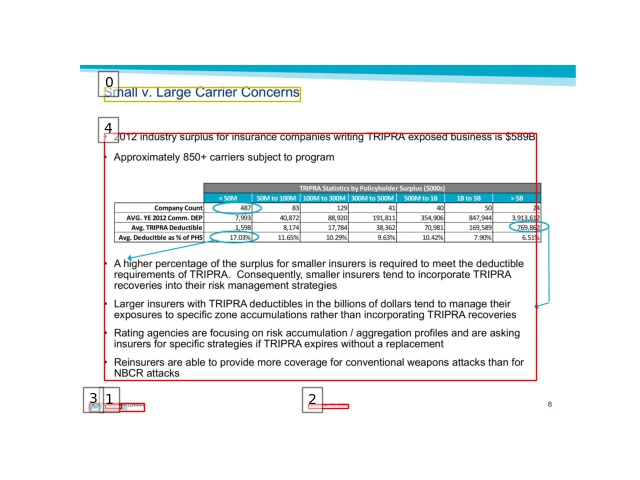 0
Small v. Large Carrier Concerns
4
• 2012 industry surplus for insurance companies writing TRIPRA exposed business is $589B
• Approximately 850+ carriers subject to program
TRIPRA Statistics by Policyholder Surplus ($000s)
< 50M 50M to 100M 100M to 300M 300M to 500M 500M to 1B 1B to 5B > 5B
Company Count 487 83 129 41 40 50 24
AVG. YE 2012 Comm. DEP 7,993 40,872 88,920 191,811 354,906 847,944 3,913,617
Avg. TRIPRA Deductible 1,598 8,174 17,784 38,362 70,981 169,589 769,862
Avg. Deducitble as % of PHS 17.03% 11.65% 10.29% 9.63% 10.42% 7.90% 6.51%
• A higher percentage of the surplus for smaller insurers is required to meet the deductible
requirements of TRIPRA. Consequently, smaller insurers tend to incorporate TRIPRA
recoveries into their risk management strategies
• Larger insurers with TRIPRA deductibles in the billions of dollars tend to manage their
exposures to specific zone accumulations rather than incorporating TRIPRA recoveries
• Rating agencies are focusing on risk accumulation / aggregation profiles and are asking
insurers for specific strategies if TRIPRA expires without a replacement
• Reinsurers are able to provide more coverage for conventional weapons attacks than for
NBCR attacks
3 1 2
8